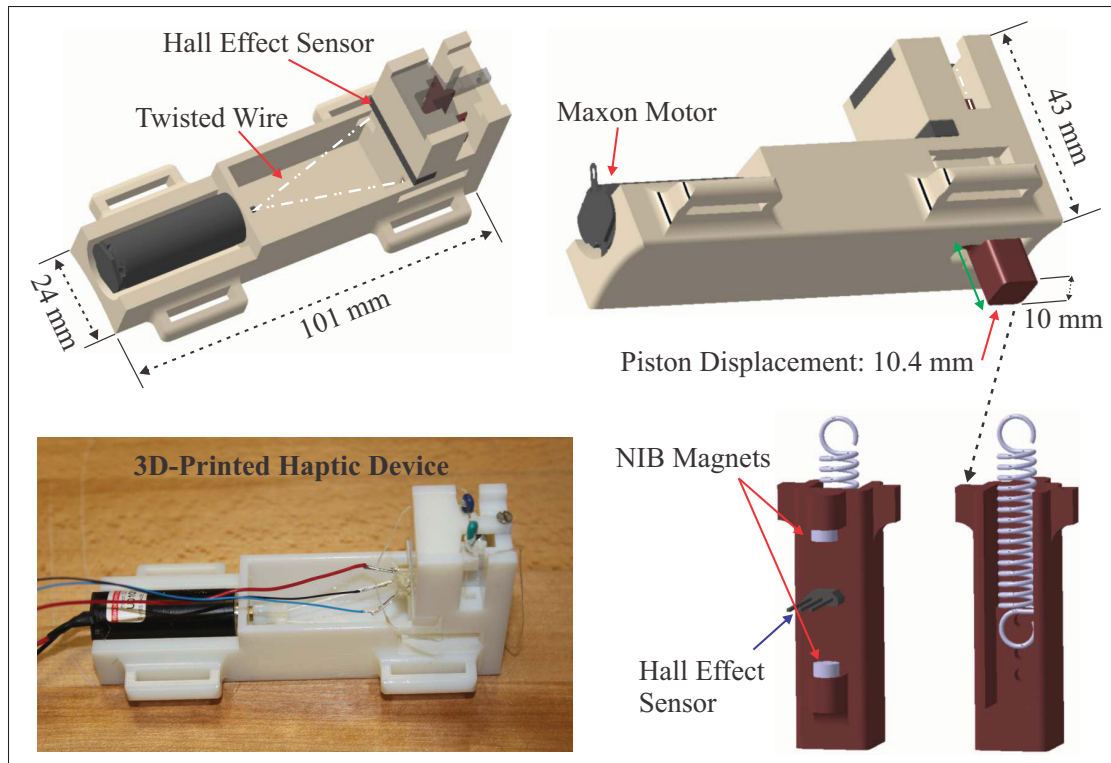 Hall Effect
Sensor
Twisted Wire
24 mm
101 mm
Maxon Motor
43 mm
10 mm
Piston Displacement: 10.4 mm
3D-Printed Haptic Device
NIB Magnets
Hall Effect
Sensor